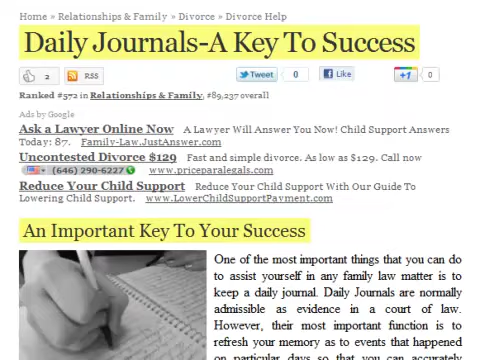 Home » Relationships & Family » Divorce » Divorce Help
Daily Journals-A Key To Success
2
RSS
Tweet
0
Like
+1
0
Ranked #572 in Relationships & Family, #89,237 overall
Ads by Google
Ask a Lawyer Online Now A Lawyer Will Answer You Now! Child Support Answers
Today: 87. Family-Law.JustAnswer.com
Uncontested Divorce $129 Fast and simple divorce. As low as $129. Call now
(646) 290-6227 www.priceparalegals.com
Reduce Your Child Support Reduce Your Child Support With Our Guide To
Lowering Child Support. www.LowerChildSupportPayment.com
An Important Key To Your Success
One of the most important things that you can do
to assist yourself in any family law matter is to
keep a daily journal. Daily Journals are normally
admissible as evidence in a court of law.
However, their most important function is to
refresh your memory as to events that happened
on particular days so that you can accurately